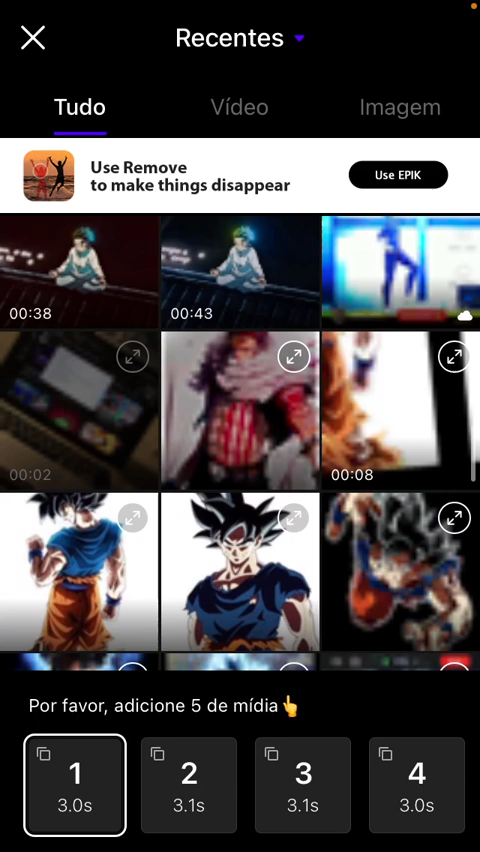 Recentes
Tudo Vídeo Imagem
Use Remove
to make things disappear
Use EPIK
00:38 00:43
00:02 00:08
Por favor, adicione 5 de mídia👆
1 2 3 4
3.0s 3.1s 3.1s 3.0s